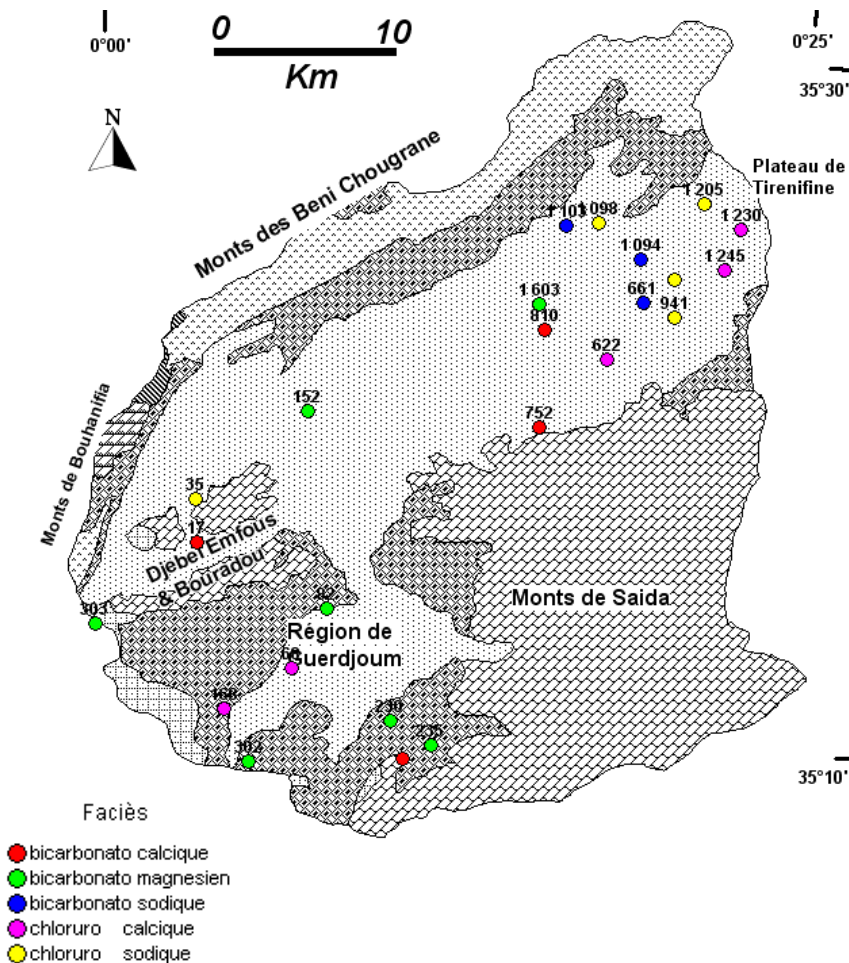 0 10
Km
0°00'
0°25'
35°30'
N
Plateau de
Tirenifine
Monts des Beni Chougrane
1 205
1 098
1 230
1 094
1 245
1 603
661
941
810
622
152
752
Monts de Bouhanifia
35
17
Djebel Emfous
& Bouradou
82
303
Monts de Saida
Région de
Guerdjoum
168
230
235
302
35°10'
Faciès
bicarbonato calcique
bicarbonato magnesien
bicarbonato sodique
chloruro calcique
chloruro sodique